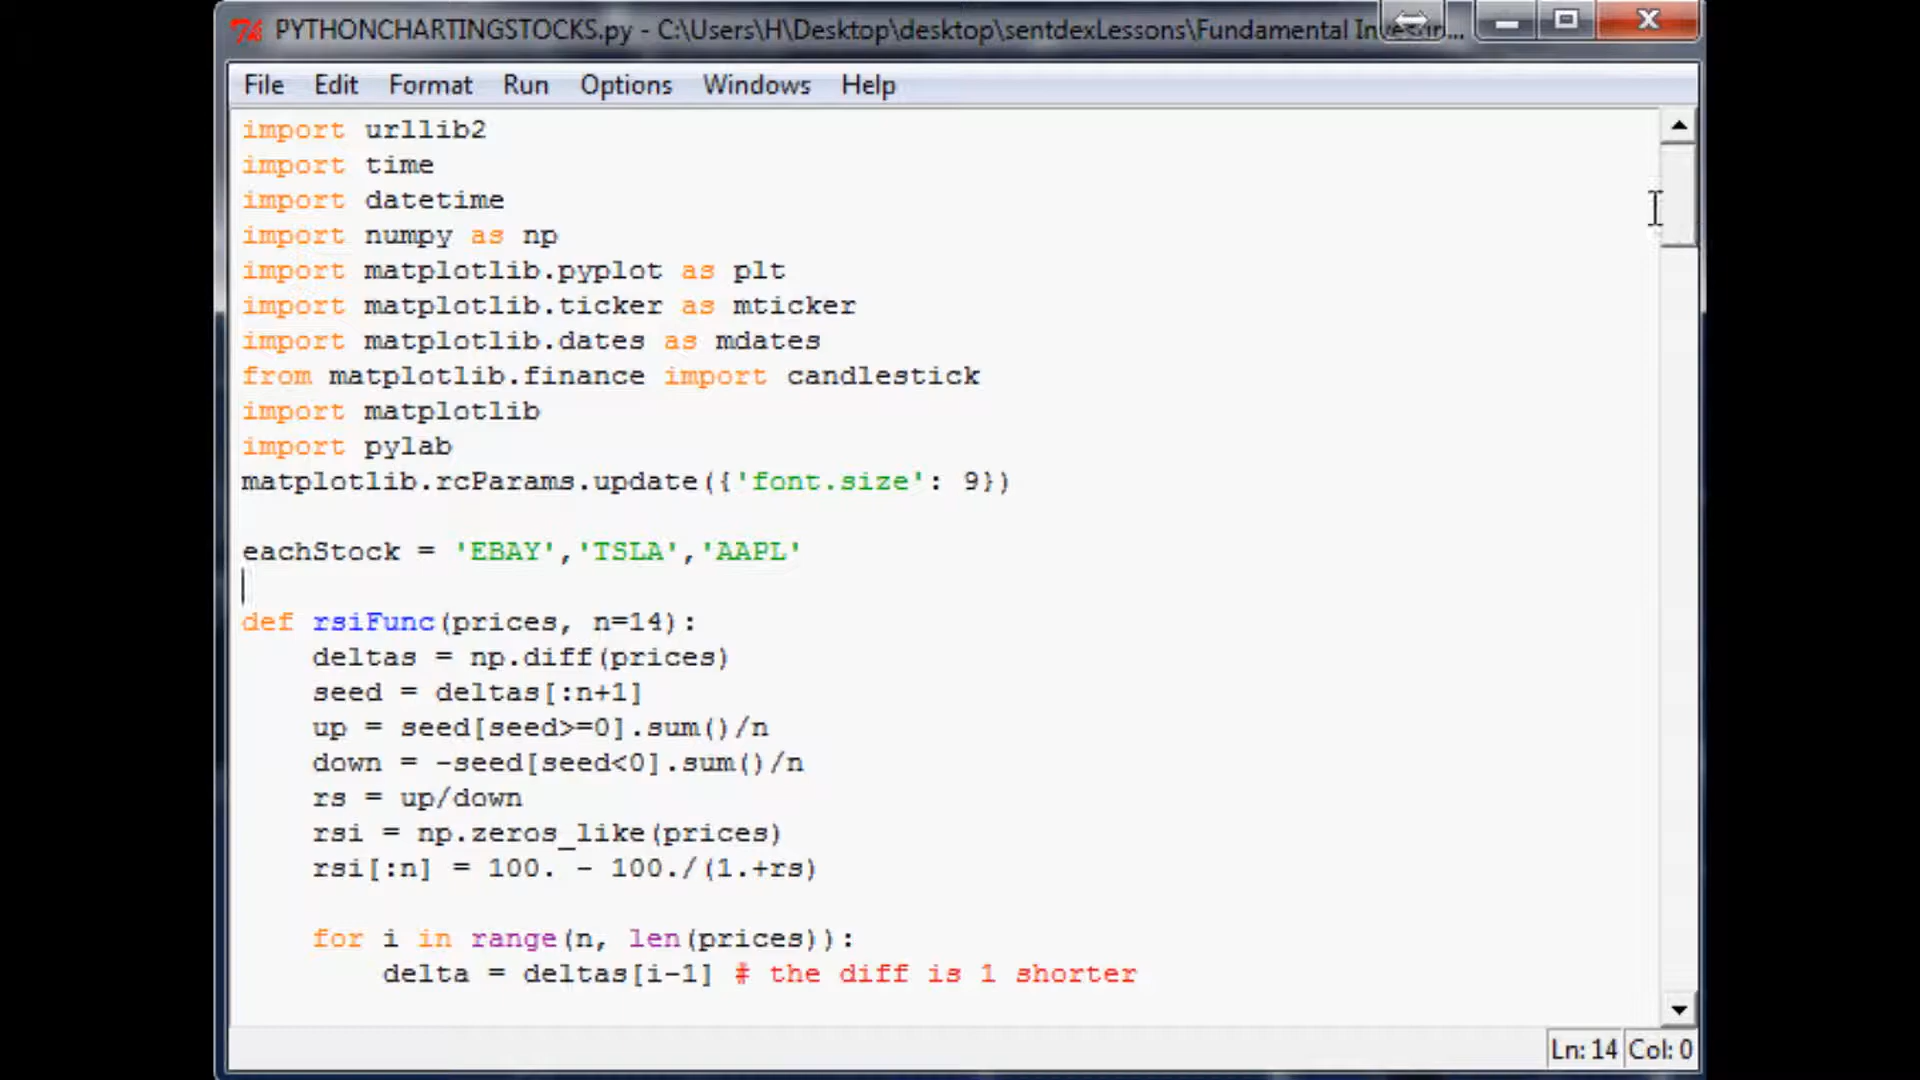 PYTHONCHARTINGSTOCKS.py - C:\Users\H\Desktop\desktop\sentdexLessons\Fundamental Inves...
File Edit Format Run Options Windows Help
import urllib2
import time
import datetime
import numpy as np
import matplotlib.pyplot as plt
import matplotlib.ticker as mticker
import matplotlib.dates as mdates
from matplotlib.finance import candlestick
import matplotlib
import pylab
matplotlib.rcParams.update({'font.size': 9})

eachStock = 'EBAY','TSLA','AAPL'

def rsiFunc(prices, n=14):
    deltas = np.diff(prices)
    seed = deltas[:n+1]
    up = seed[seed>=0].sum()/n
    down = -seed[seed<0].sum()/n
    rs = up/down
    rsi = np.zeros_like(prices)
    rsi[:n] = 100. - 100./(1.+rs)

    for i in range(n, len(prices)):
        delta = deltas[i-1] # the diff is 1 shorter
Ln: 14 Col: 0